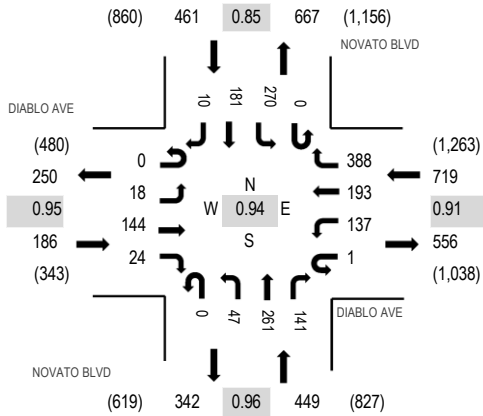 (860) 461 0.85 667 (1,156)
NOVATO BLVD
10 181 270 0
DIABLO AVE
(480) (1,263)
250 0 388 719
0.95 18 193 0.91
N
W 0.94 E
S
186 144 137 556
(343) 24 1 (1,038)
0 47 261 141
DIABLO AVE
NOVATO BLVD
(619) 342 0.96 449 (827)